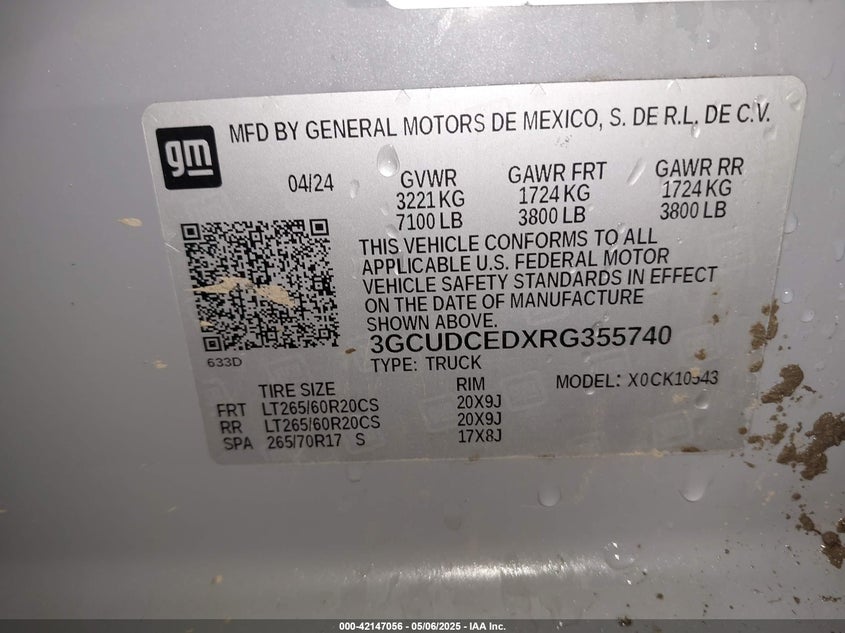 MFD BY GENERAL MOTORS DE MEXICO, S. DE R.L. DE C.V.
gm
04/24 GVWR GAWR FRT GAWR RR
3221 KG 1724 KG 1724 KG
7100 LB 3800 LB 3800 LB
THIS VEHICLE CONFORMS TO ALL
APPLICABLE U.S. FEDERAL MOTOR
VEHICLE SAFETY STANDARDS IN EFFECT
ON THE DATE OF MANUFACTURE
SHOWN ABOVE.
3GCUDCEDXRG355740
633D
TYPE: TRUCK
TIRE SIZE RIM MODEL: X0CK10543
FRT LT265/60R20CS 20X9J
RR LT265/60R20CS 20X9J
SPA 265/70R17 S 17X8J
000-42147056 - 05/06/2025 - IAA Inc.